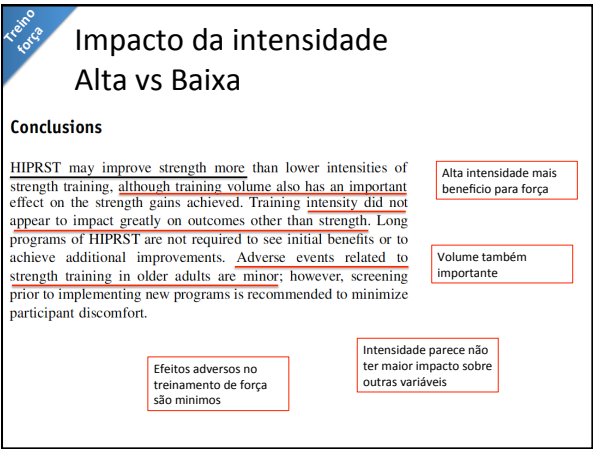 Treino
força
Impacto da intensidade
Alta vs Baixa
Conclusions
HIPRST may improve strength more than lower intensities of
strength training, although training volume also has an important
effect on the strength gains achieved. Training intensity did not
appear to impact greatly on outcomes other than strength. Long
programs of HIPRST are not required to see initial benefits or to
achieve additional improvements. Adverse events related to
strength training in older adults are minor; however, screening
prior to implementing new programs is recommended to minimize
participant discomfort.
Alta intensidade mais
beneficio para força
Volume também
importante
Intensidade parece não
ter maior impacto sobre
outras variáveis
Efeitos adversos no
treinamento de força
são minimos